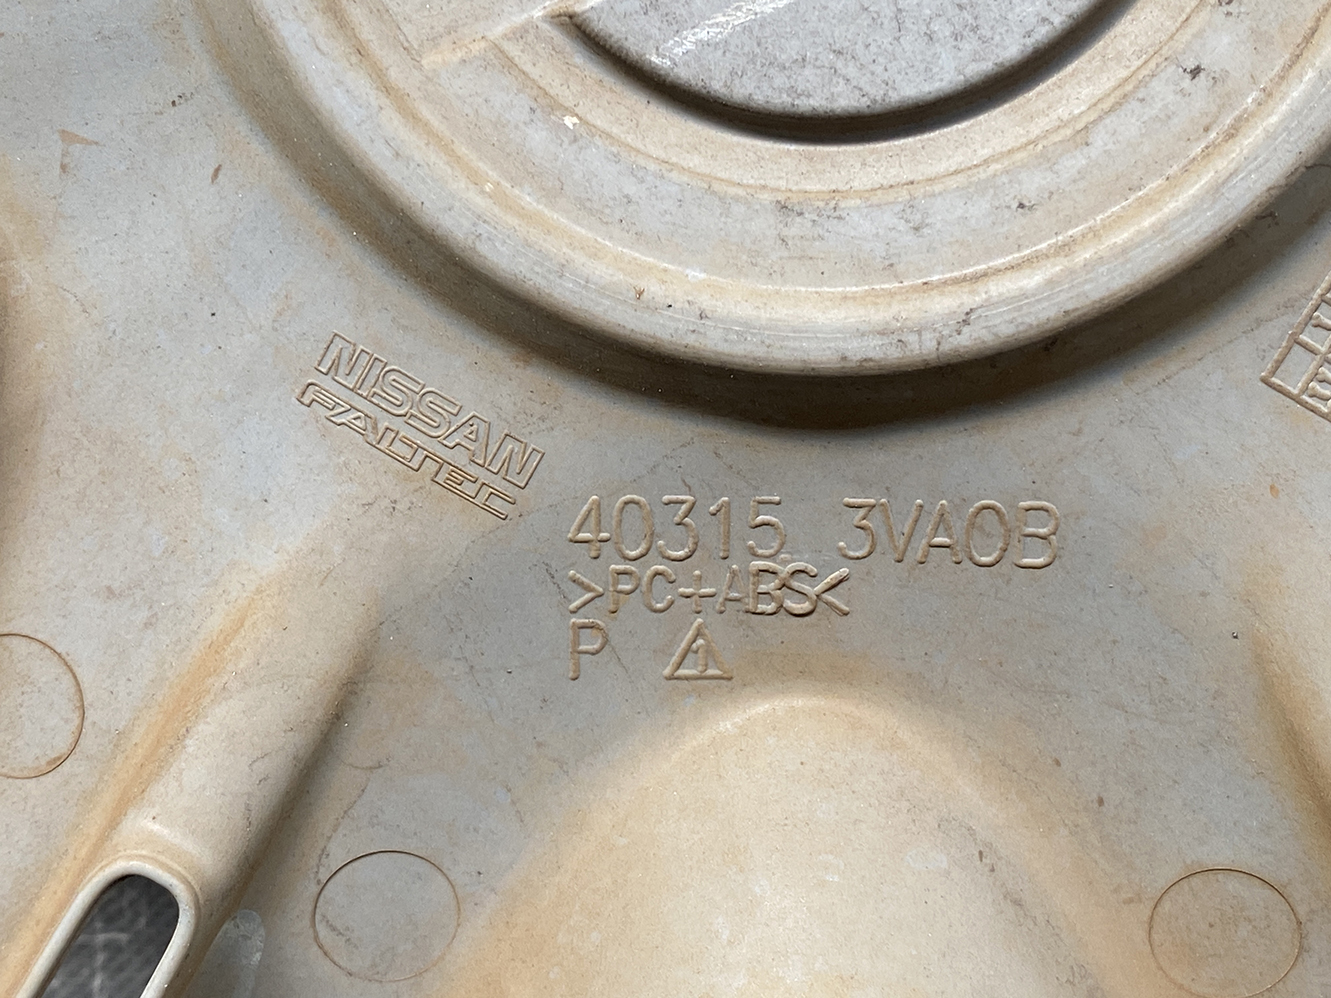 NISSAN
FALTEC
40315 3VA0B
>PC+ABS<
P 1